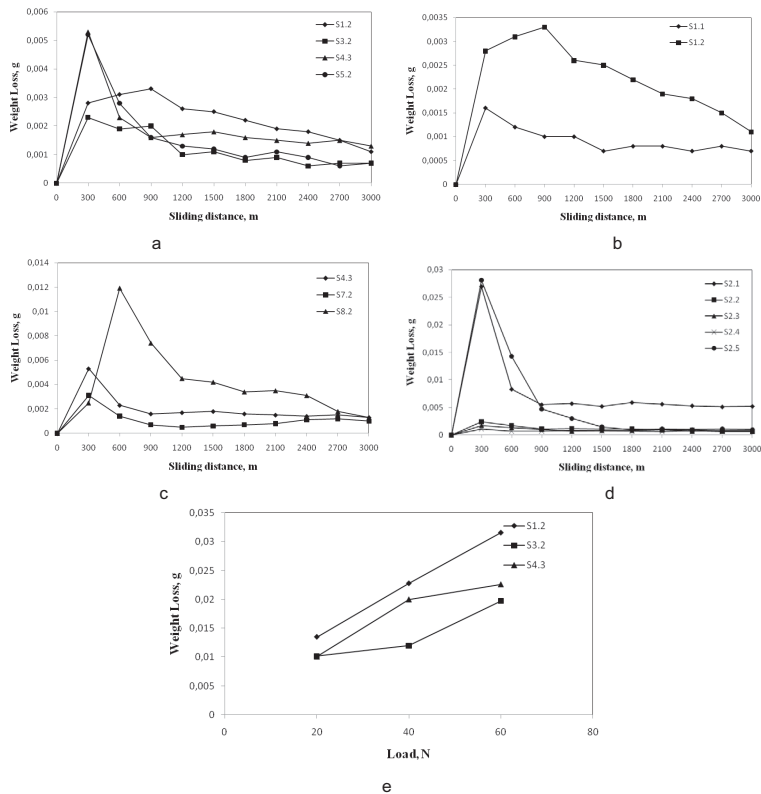 0,006
0,005
0,004
0,003
0,002
0,001
0
Weight Loss, g
0 300 600 900 1200 1500 1800 2100 2400 2700 3000
Sliding distance, m
S1.2
S3.2
S4.3
S5.2
a
0,0035
0,003
0,0025
0,002
0,0015
0,001
0,0005
0
Weight Loss, g
0 300 600 900 1200 1500 1800 2100 2400 2700 3000
Sliding distance, m
S1.1
S1.2
b
0,014
0,012
0,01
0,008
0,006
0,004
0,002
0
Weight Loss, g
0 300 600 900 1200 1500 1800 2100 2400 2700 3000
Sliding distance, m
S4.3
S7.2
S8.2
c
0,03
0,025
0,02
0,015
0,01
0,005
0
Weight Loss, g
0 300 600 900 1200 1500 1800 2100 2400 2700 3000
Sliding distance, m
S2.1
S2.2
S2.3
S2.4
S2.5
d
0,035
0,03
0,025
0,02
0,015
0,01
0,005
0
Weight Loss, g
0 20 40 60 80
Load, N
S1.2
S3.2
S4.3
e